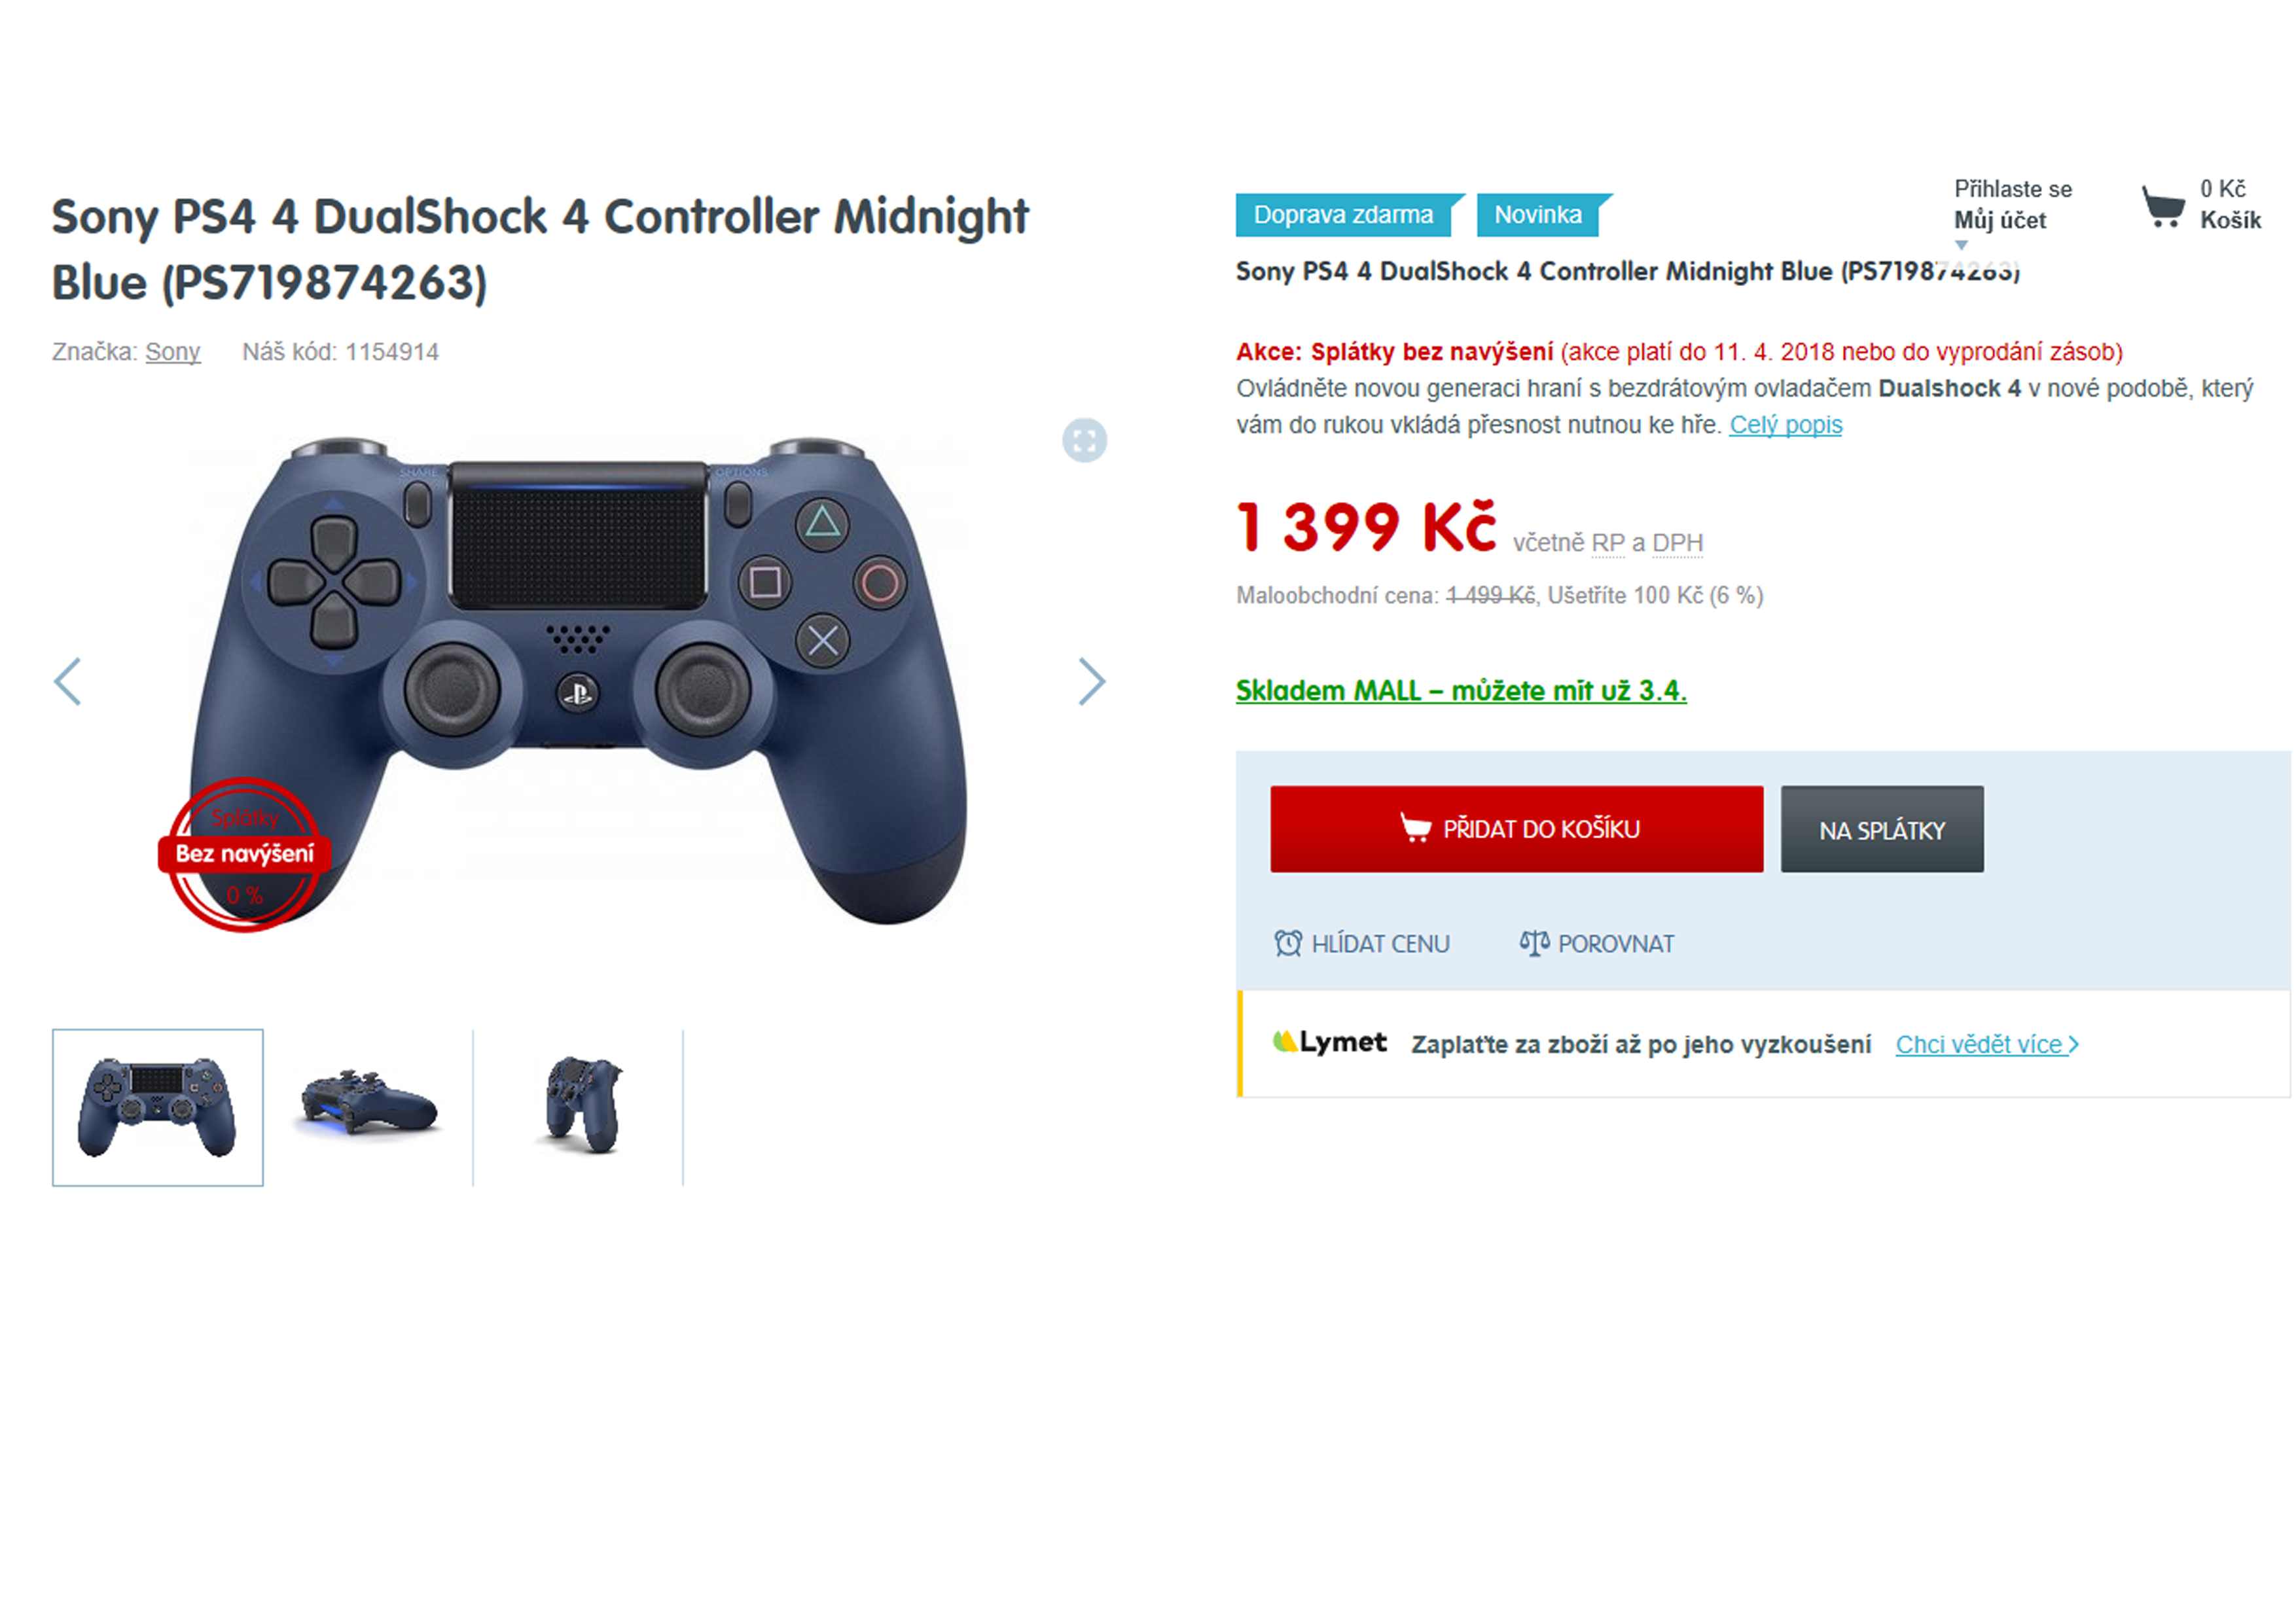 Sony PS4 4 DualShock 4 Controller Midnight
Blue (PS719874263)
Značka: Sony Náš kód: 1154914
SHARE
OPTIONS
Splátky
Bez navýšení
0 %
Doprava zdarma
Novinka
Přihlaste se
Můj účet
0 Kč
Košík
Sony PS4 4 DualShock 4 Controller Midnight Blue (PS719874263)
Akce: Splátky bez navýšení (akce platí do 11. 4. 2018 nebo do vyprodání zásob)
Ovládněte novou generaci hraní s bezdrátovým ovladačem Dualshock 4 v nové podobě, který
vám do rukou vkládá přesnost nutnou ke hře. Celý popis
1 399 Kč včetně RP a DPH
Maloobchodní cena: 1 499 Kč, Ušetříte 100 Kč (6 %)
Skladem MALL – můžete mít už 3.4.
PŘIDAT DO KOŠÍKU
NA SPLÁTKY
HLÍDAT CENU
POROVNAT
Lymet Zaplaťte za zboží až po jeho vyzkoušení Chci vědět více